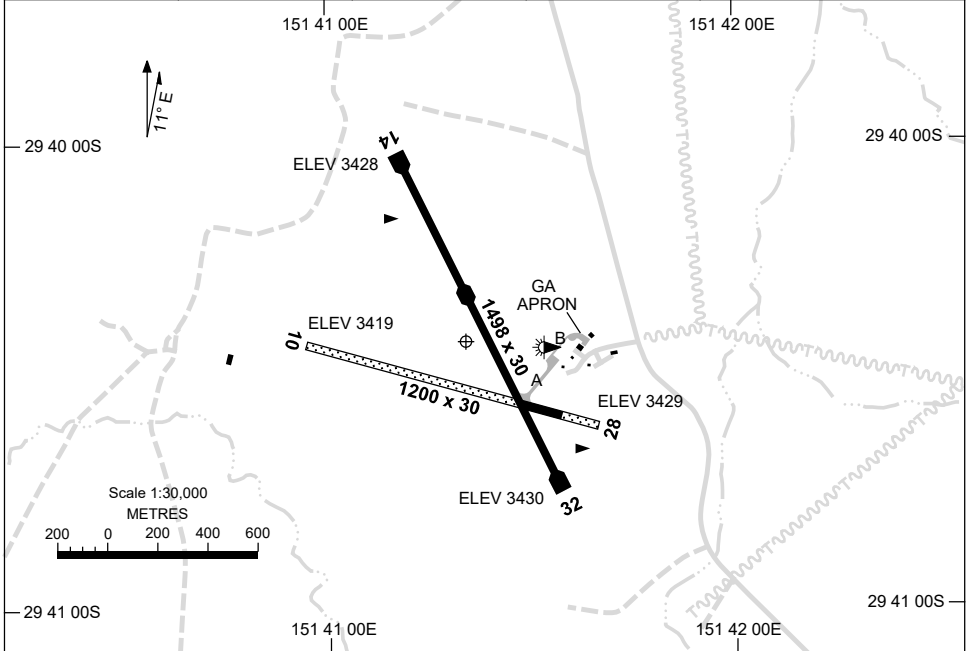 151 41 00E
151 42 00E
11° E
29 40 00S
29 40 00S
14
ELEV 3428
GA
APRON
ELEV 3419
10
1498 x 30
B
A
1200 x 30
ELEV 3429
28
Scale 1:30,000
METRES
200 0 200 400 600
ELEV 3430
32
29 41 00S
29 41 00S
151 41 00E
151 42 00E